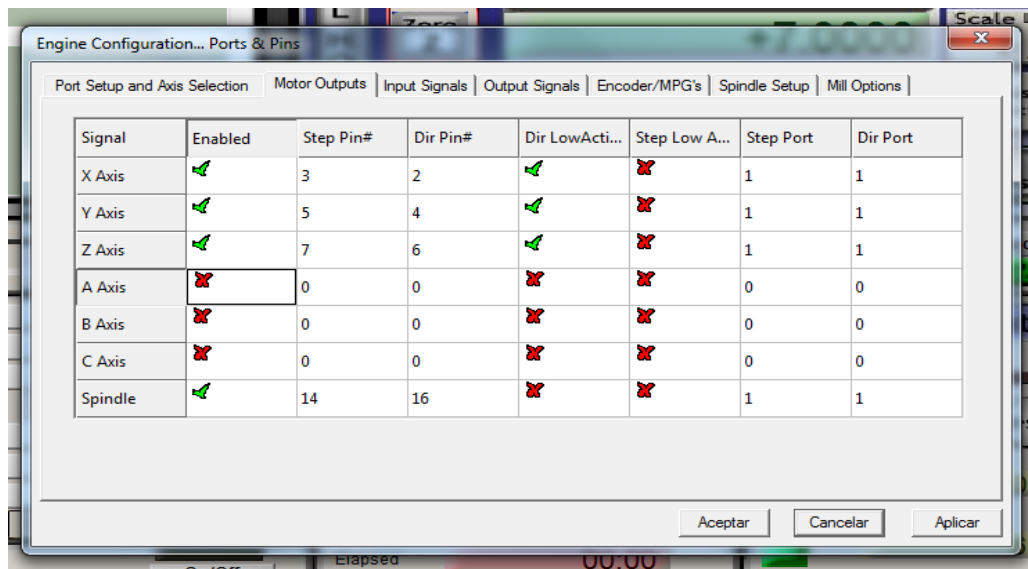 Zero
Z
+7.0000
Scale
Engine Configuration... Ports & Pins
Port Setup and Axis Selection Motor Outputs Input Signals Output Signals Encoder/MPG's Spindle Setup Mill Options
Signal Enabled Step Pin# Dir Pin# Dir LowActi... Step Low A... Step Port Dir Port
X Axis 3 2 1 1
Y Axis 5 4 1 1
Z Axis 7 6 1 1
A Axis 0 0 0 0
B Axis 0 0 0 0
C Axis 0 0 0 0
Spindle 14 16 1 1
Aceptar Cancelar Aplicar
Elapsed 00:00